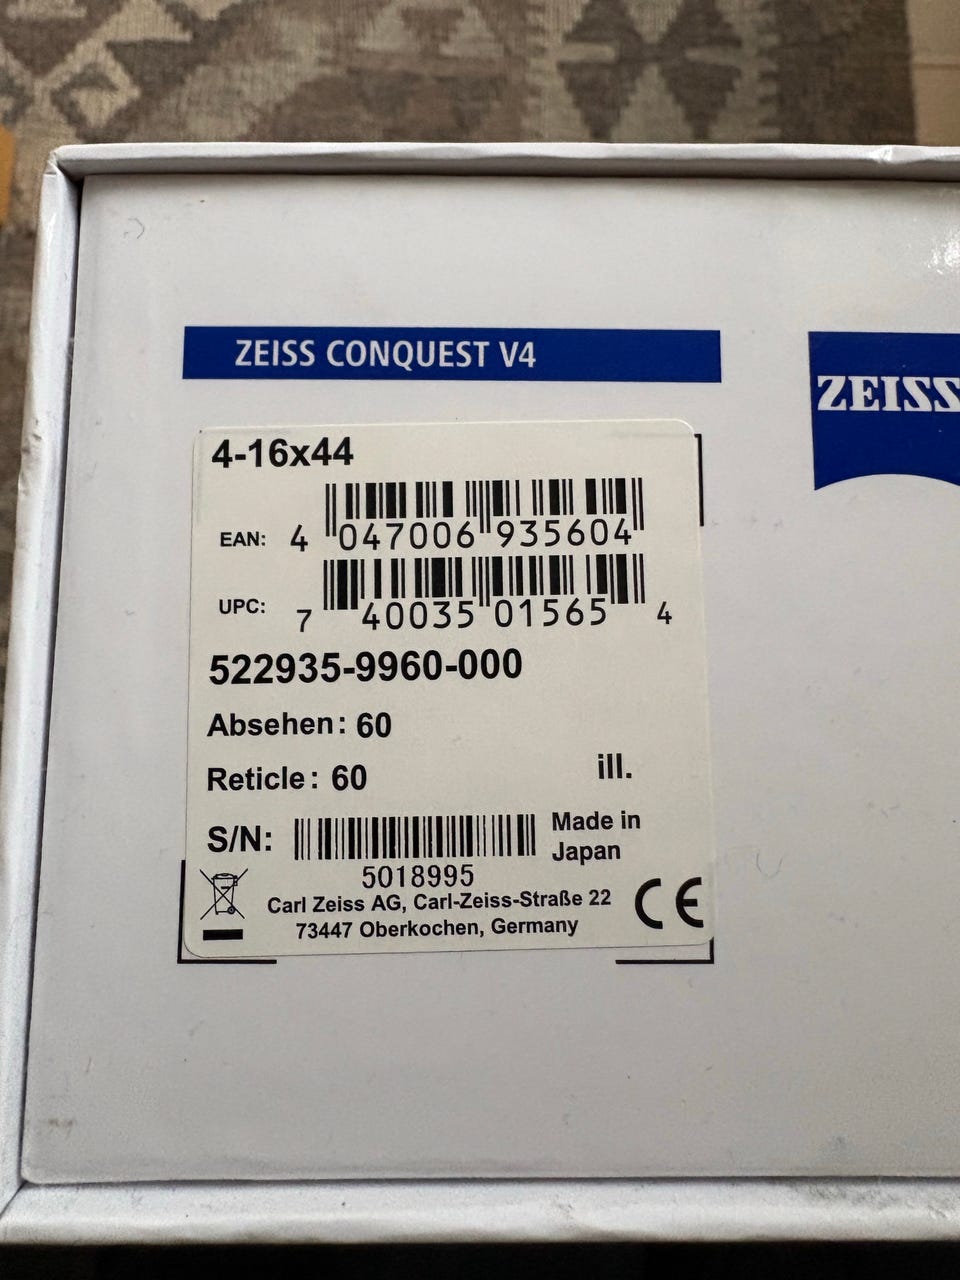 ZEISS CONQUEST V4
ZEISS
4-16x44
EAN: 4 047006 935604
UPC: 7 40035 01565 4
522935-9960-000
Absehen: 60
Reticle: 60 ill.
S/N: 5018995
Made in
Japan
Carl Zeiss AG, Carl-Zeiss-Straße 22
73447 Oberkochen, Germany
CE